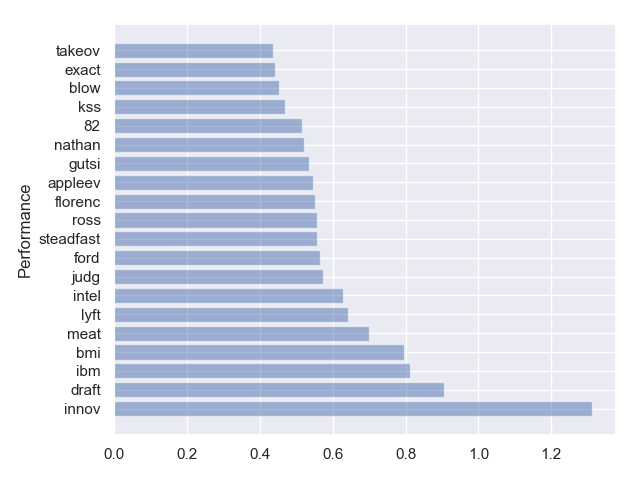 takeov
exact
blow
kss
82
nathan
gutsi
appleev
florenc
ross
steadfast
ford
judg
intel
lyft
meat
bmi
ibm
draft
innov
Performance
0.0 0.2 0.4 0.6 0.8 1.0 1.2